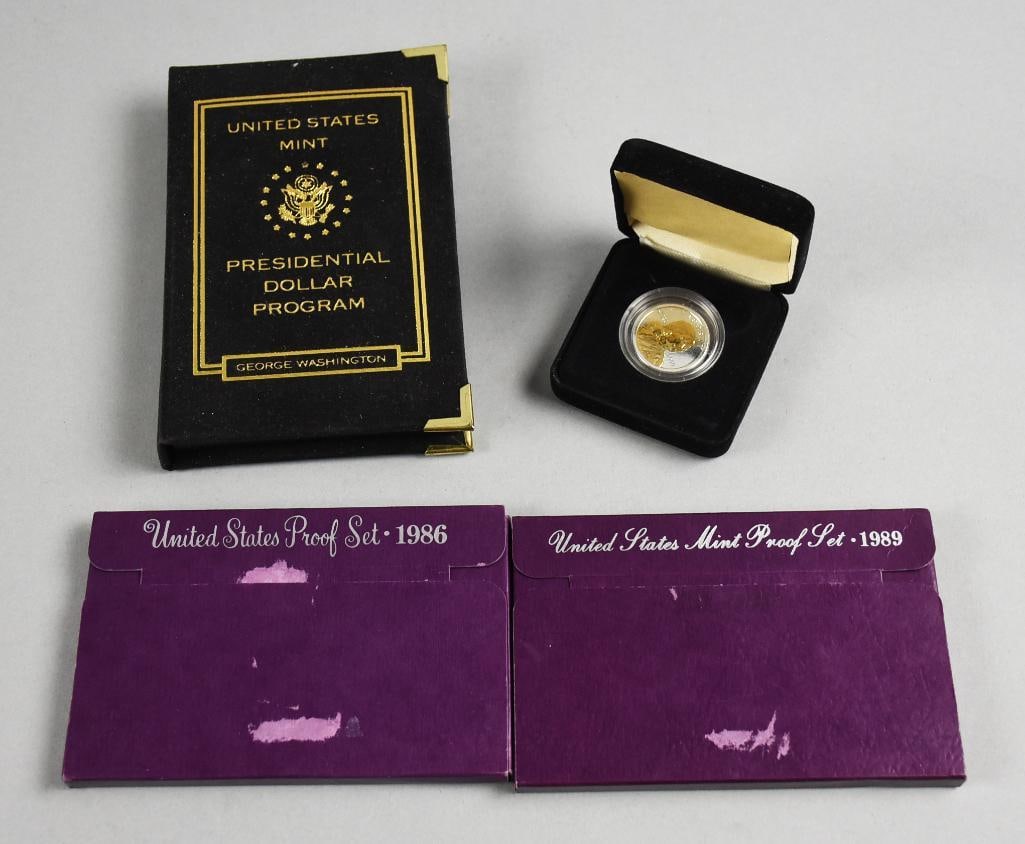 UNITED STATES
MINT
PRESIDENTIAL
DOLLAR
PROGRAM
GEORGE WASHINGTON
United States Proof Set · 1986
United States Mint Proof Set · 1989